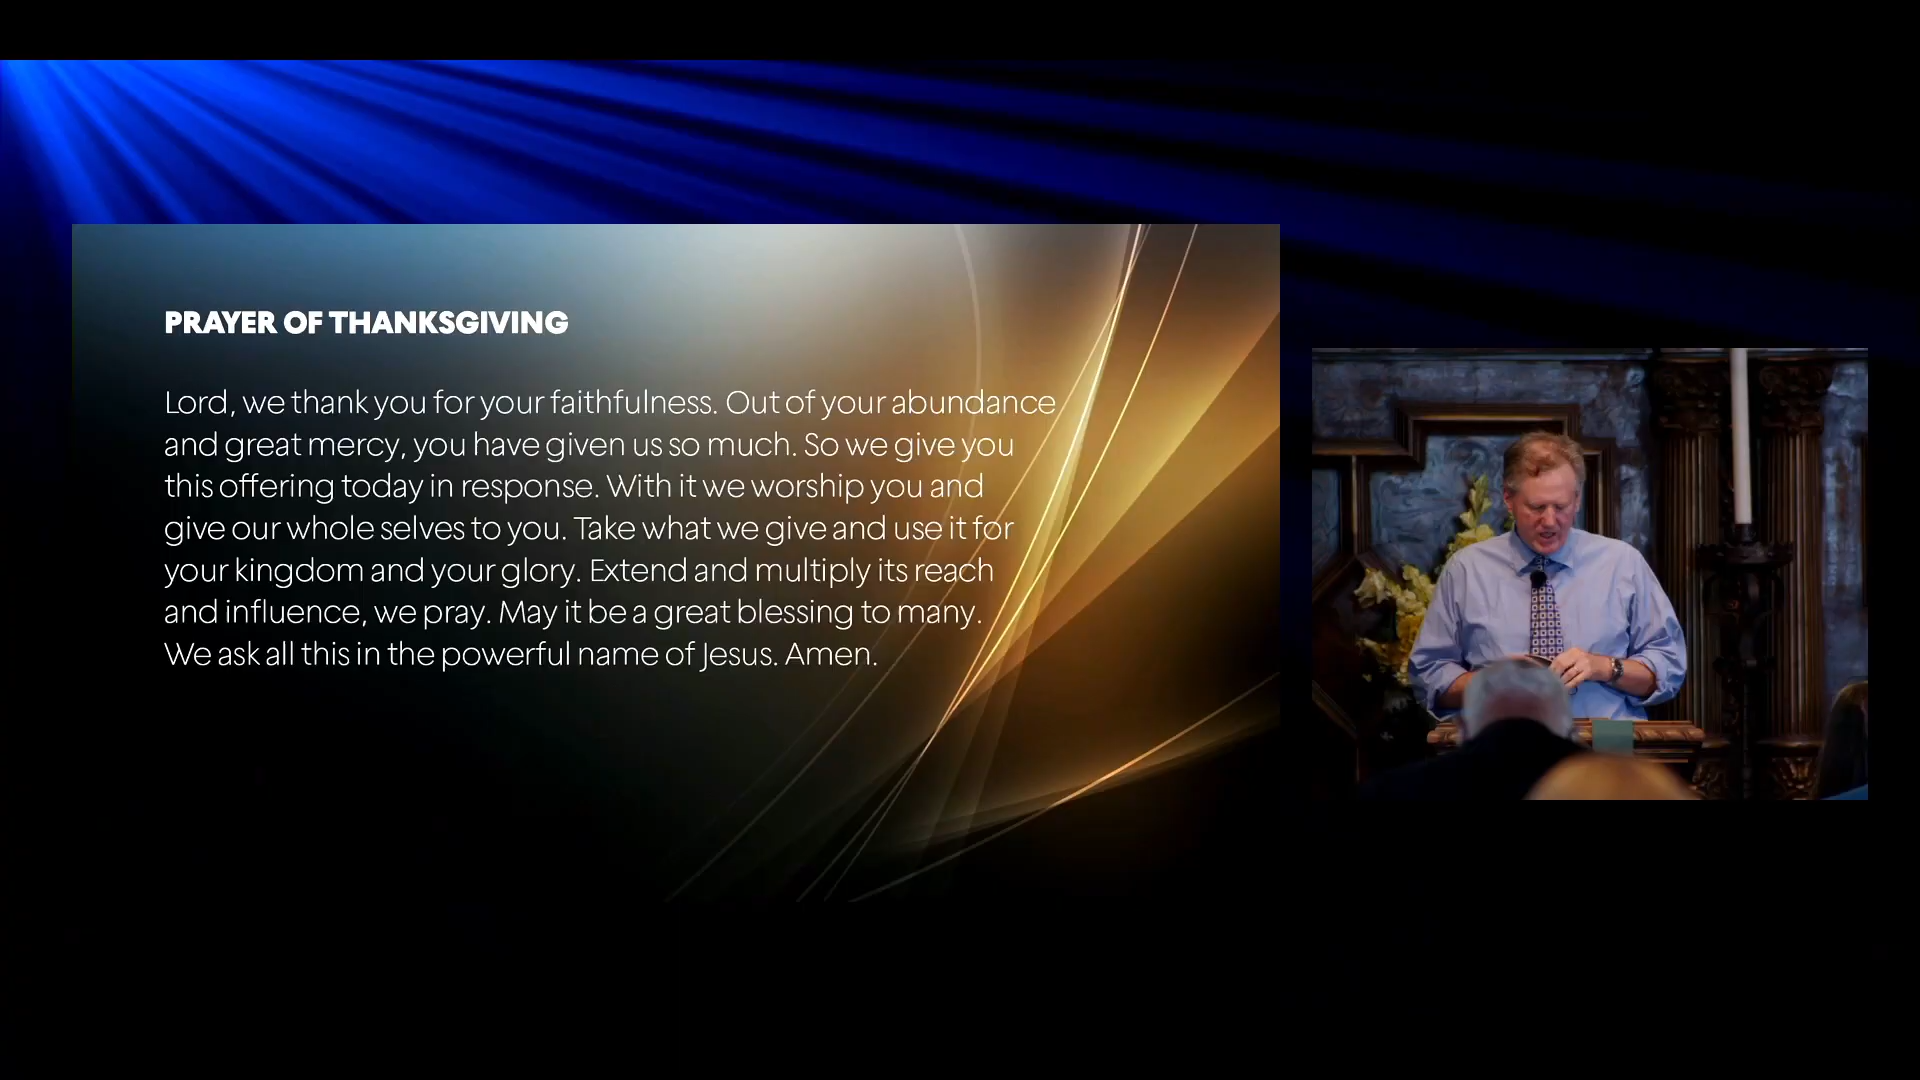 PRAYER OF THANKSGIVING
Lord, we thank you for your faithfulness. Out of your abundance
and great mercy, you have given us so much. So we give you
this offering today in response. With it we worship you and
give our whole selves to you. Take what we give and use it for
your kingdom and your glory. Extend and multiply its reach
and influence, we pray. May it be a great blessing to many.
We ask all this in the powerful name of Jesus. Amen.